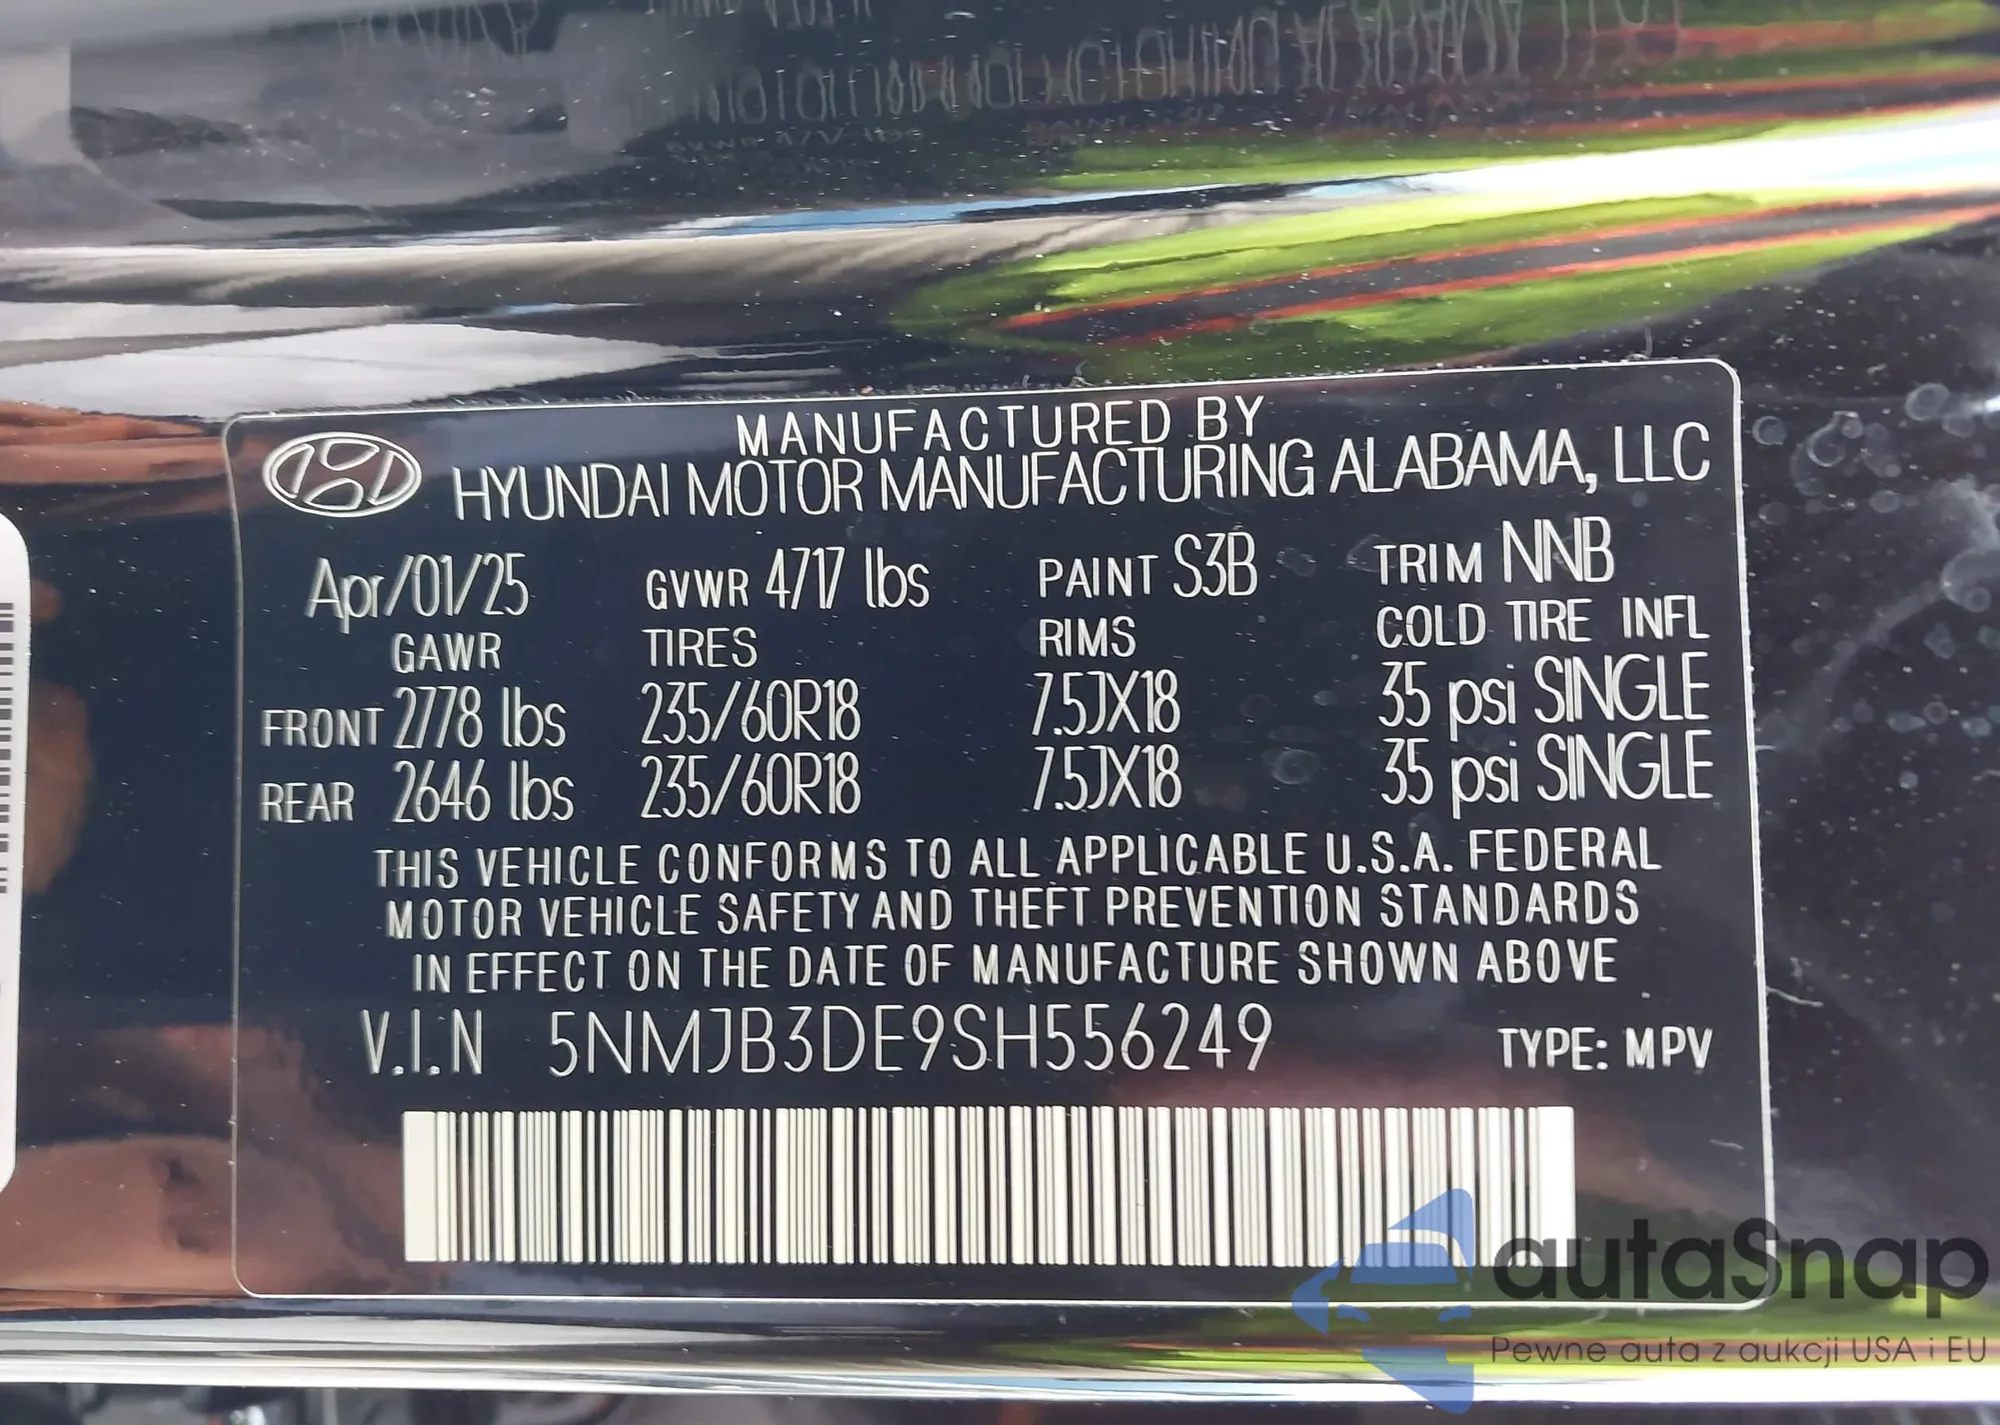 MANUFACTURED BY
HYUNDAI MOTOR MANUFACTURING ALABAMA, LLC
Apr/01/25 GVWR 4717 lbs PAINT S3B TRIM NNB
GAWR TIRES RIMS COLD TIRE INFL
FRONT 2778 lbs 235/60R18 7.5JX18 35 psi SINGLE
REAR 2646 lbs 235/60R18 7.5JX18 35 psi SINGLE
THIS VEHICLE CONFORMS TO ALL APPLICABLE U.S.A. FEDERAL
MOTOR VEHICLE SAFETY AND THEFT PREVENTION STANDARDS
IN EFFECT ON THE DATE OF MANUFACTURE SHOWN ABOVE
V.I.N 5NMJB3DE9SH556249 TYPE: MPV
autaSnap
Pewne auta z aukcji USA i EU